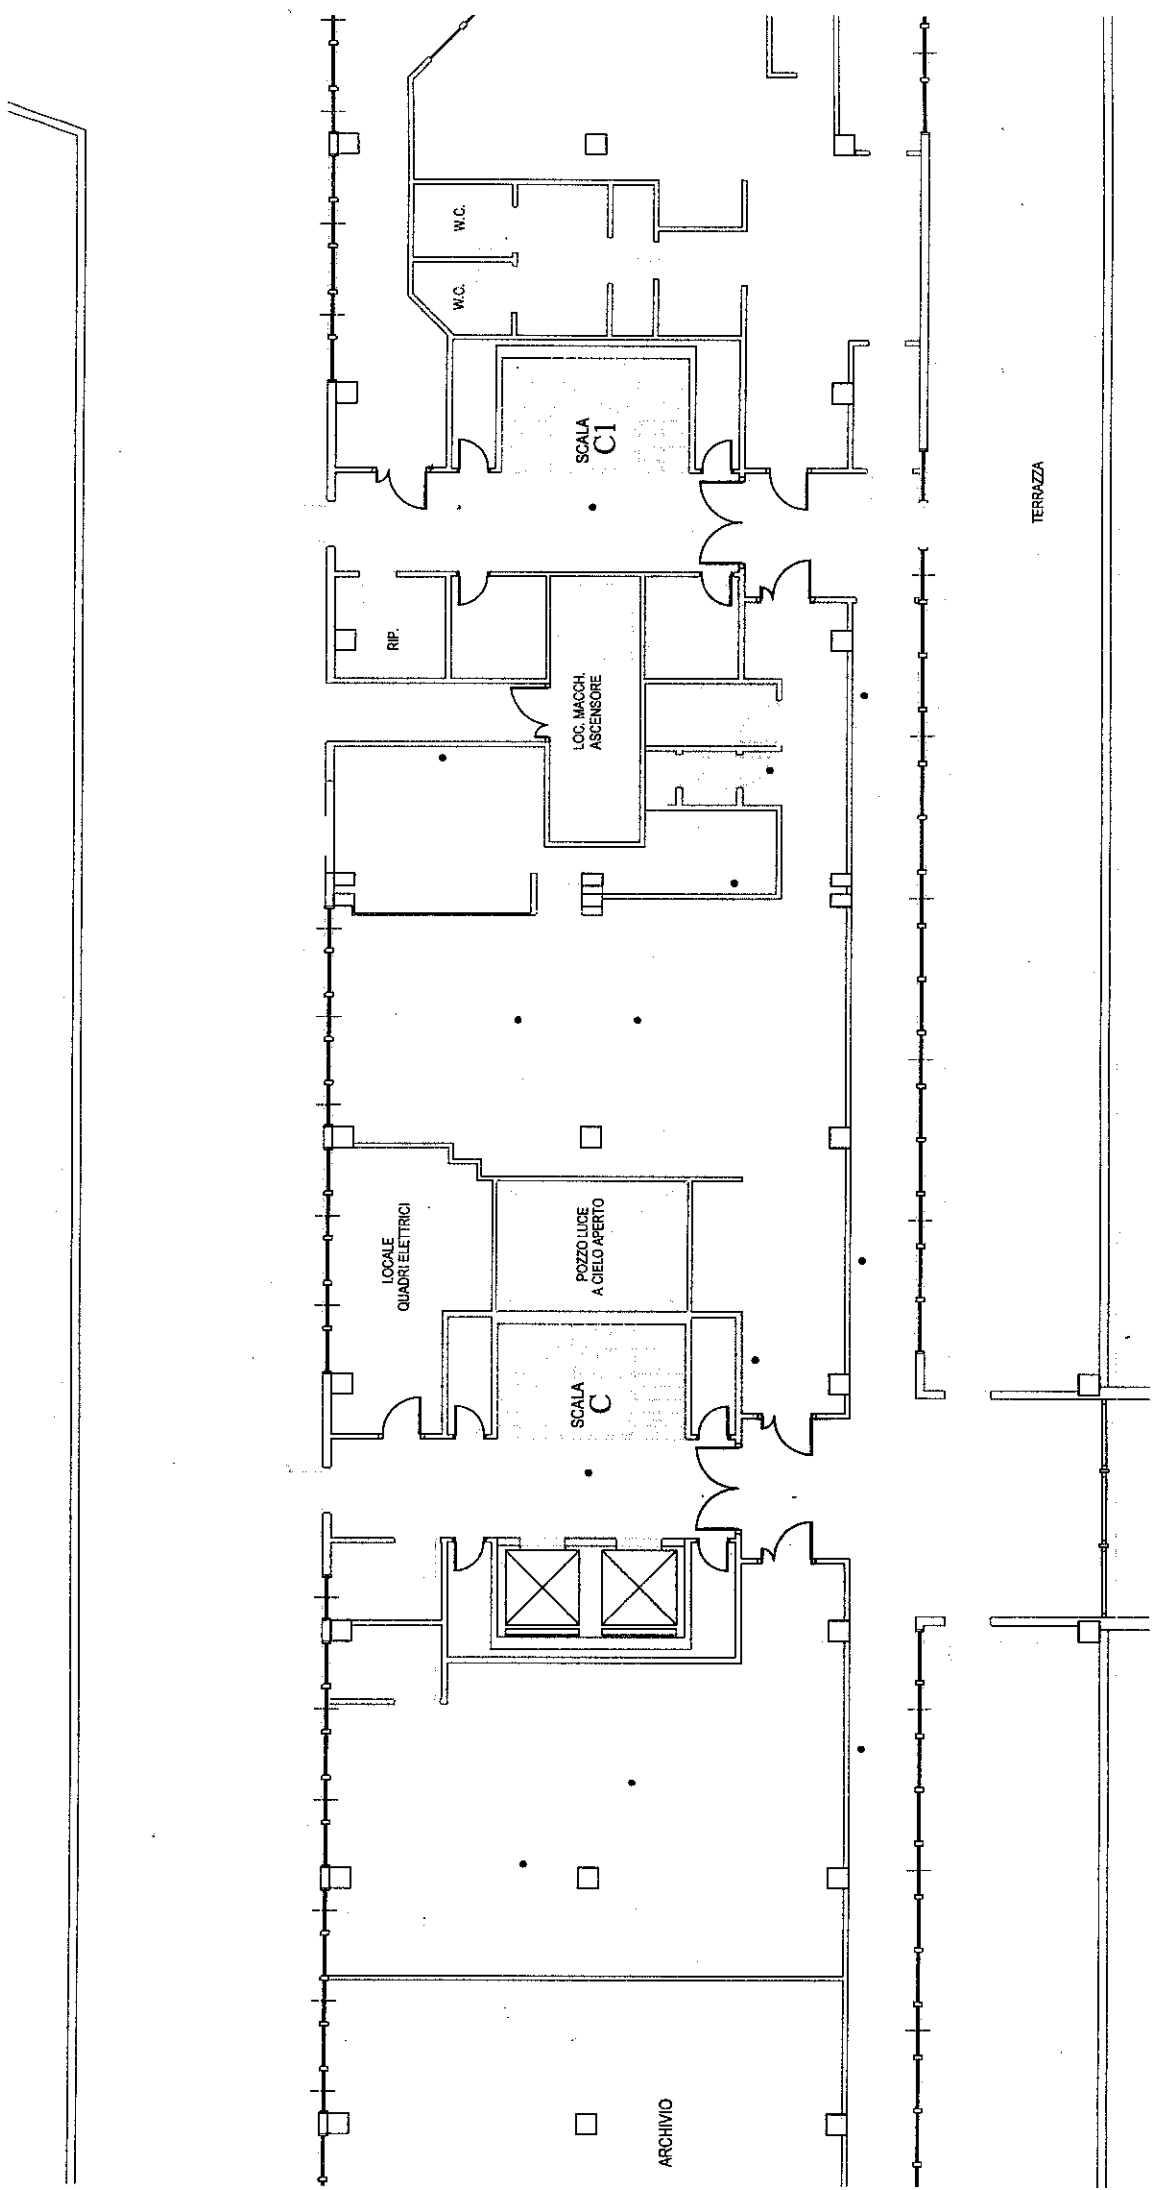 W.C.
W.C.
SCALA
C1
TERRAZZA
RIP.
LOC. MACCH.
ASCENSORE
LOCALE
QUADRI ELETTRICI
POZZO LUCE
A CIELO APERTO
SCALA
C
ARCHIVIO